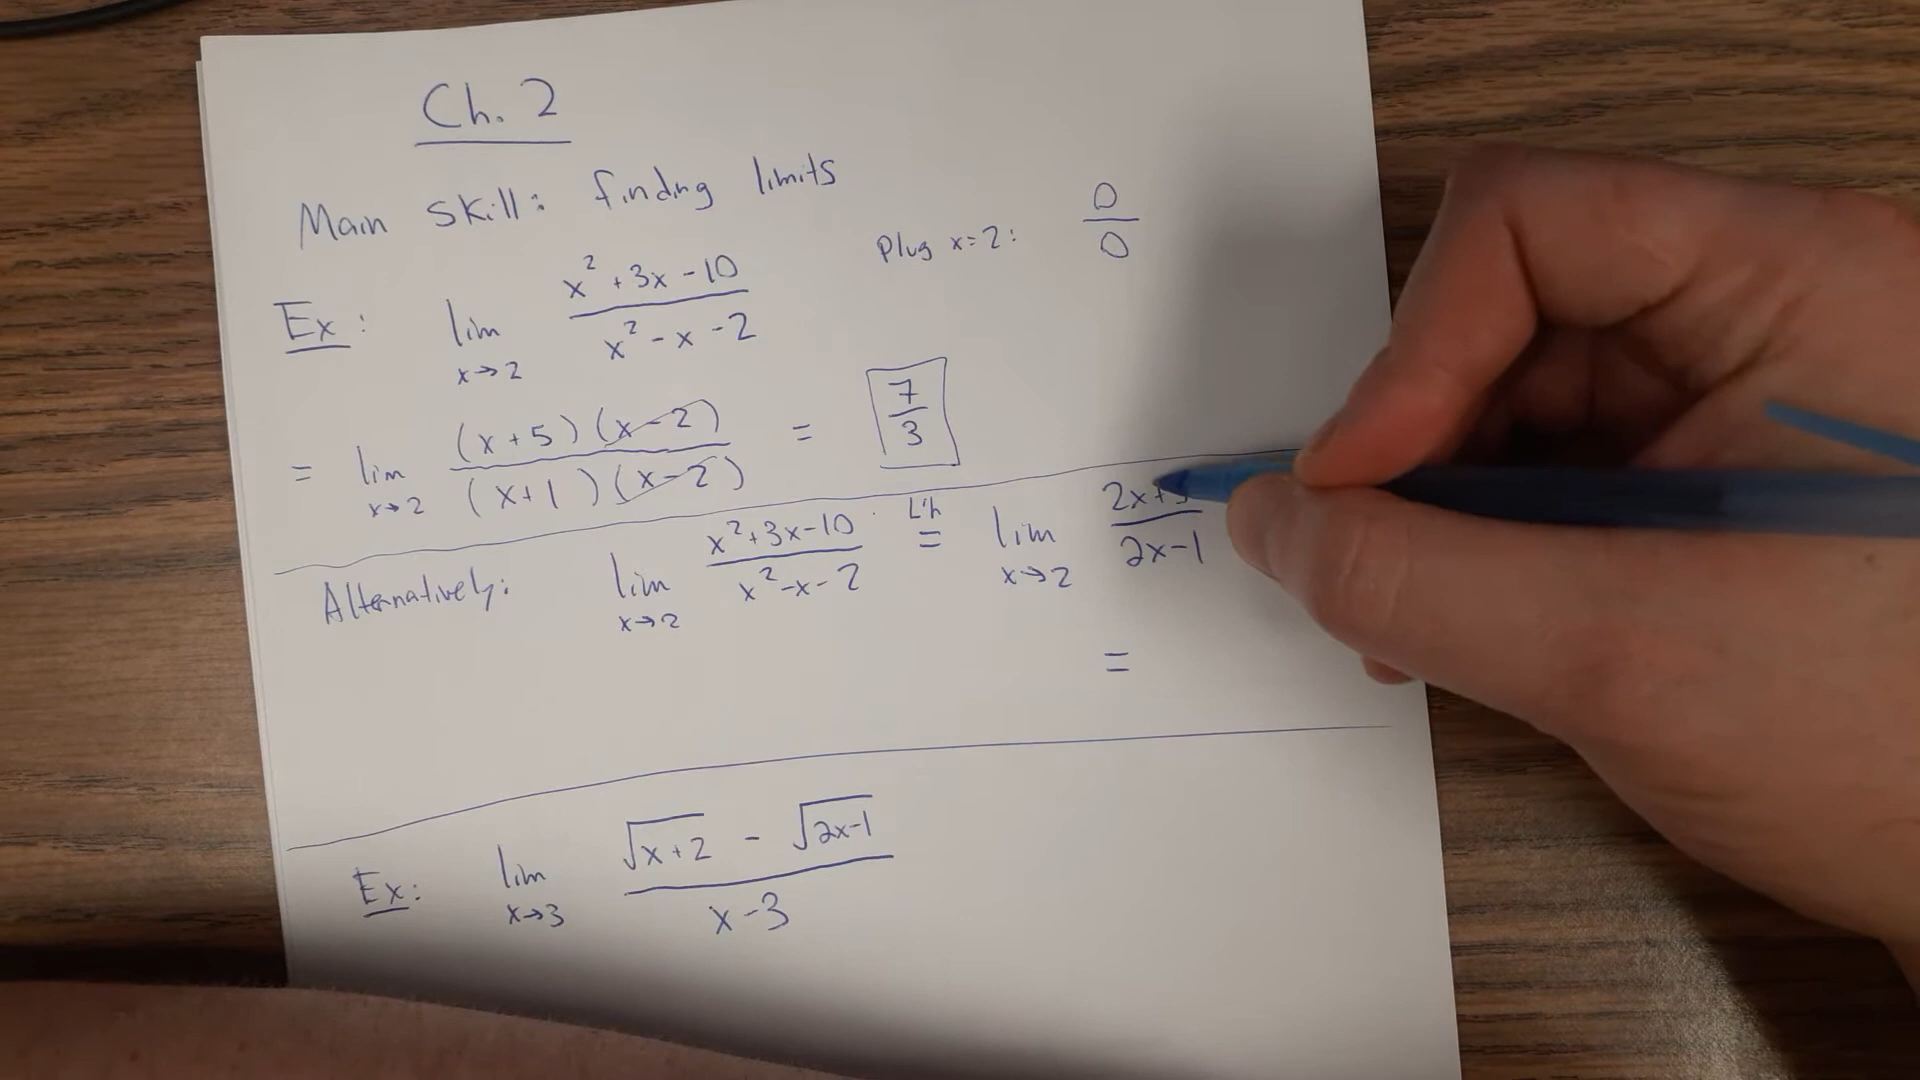 Ch. 2
Main skill: finding limits
Plug x=2: 0/0
Ex: lim x→2 (x²+3x-10)/(x²-x-2)
= lim x→2 ((x+5)(x-2))/((x+1)(x-2)) = 7/3
Alternatively: lim x→2 (x²+3x-10)/(x²-x-2) L'h = lim x→2 (2x+3)/(2x-1)
=
Ex: lim x→3 (√x+2 - √2x-1)/(x-3)